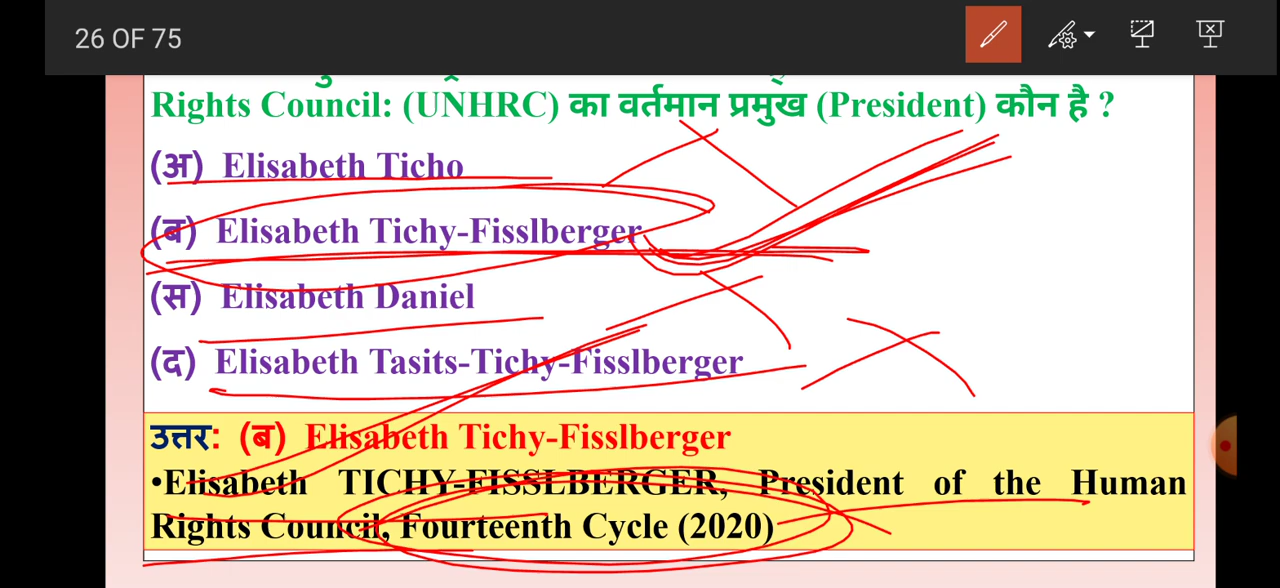 26 OF 75
Rights Council: (UNHRC) का वर्तमान प्रमुख (President) कौन है ?
(अ) Elisabeth Ticho
(ब) Elisabeth Tichy-Fisslberger
(स) Elisabeth Daniel
(द) Elisabeth Tasits-Tichy-Fisslberger
उत्तर: (ब) Elisabeth Tichy-Fisslberger
•Elisabeth TICHY-FISSLBERGER, President of the Human
Rights Council, Fourteenth Cycle (2020)